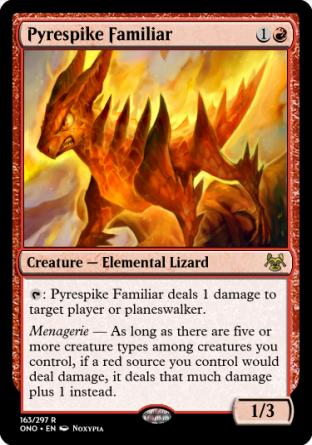 Pyrespike Familiar 1
Creature — Elemental Lizard
: Pyrespike Familiar deals 1 damage to
target player or planeswalker.
Menagerie — As long as there are five or
more creature types among creatures you
control, if a red source you control would
deal damage, it deals that much damage
plus 1 instead.
1/3
163/297 R
ONO • EN Noxypia